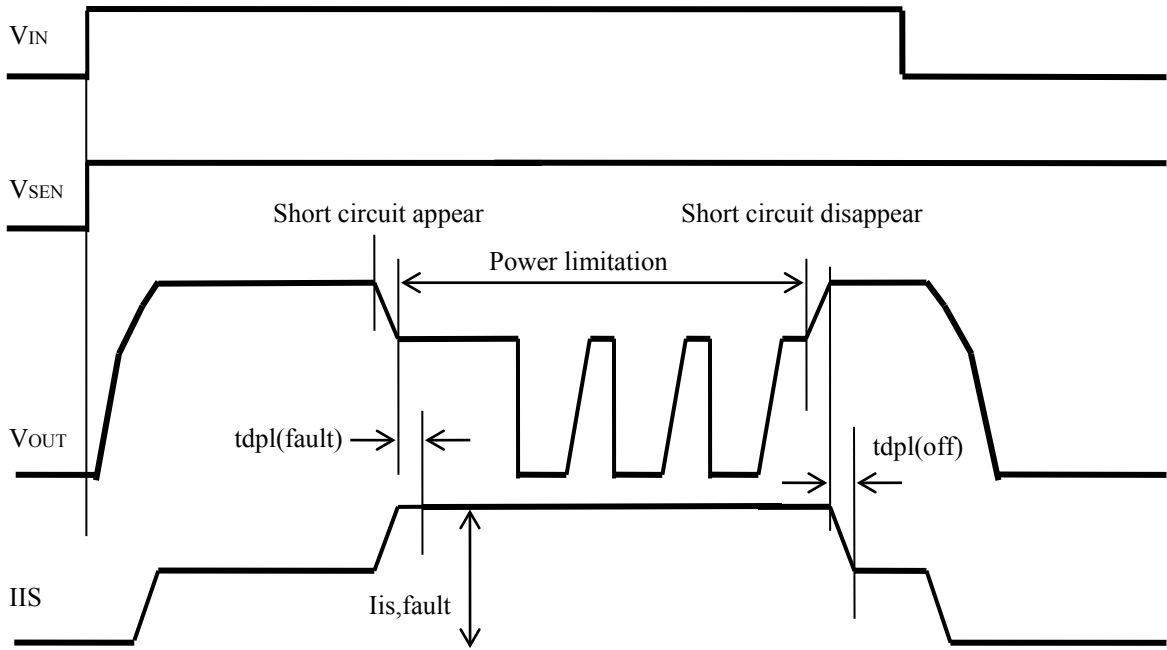 VIN
VSEN
Short circuit appear
Short circuit disappear
Power limitation
VOUT
tdpl(fault)
tdpl(off)
IIS
Iis,fault